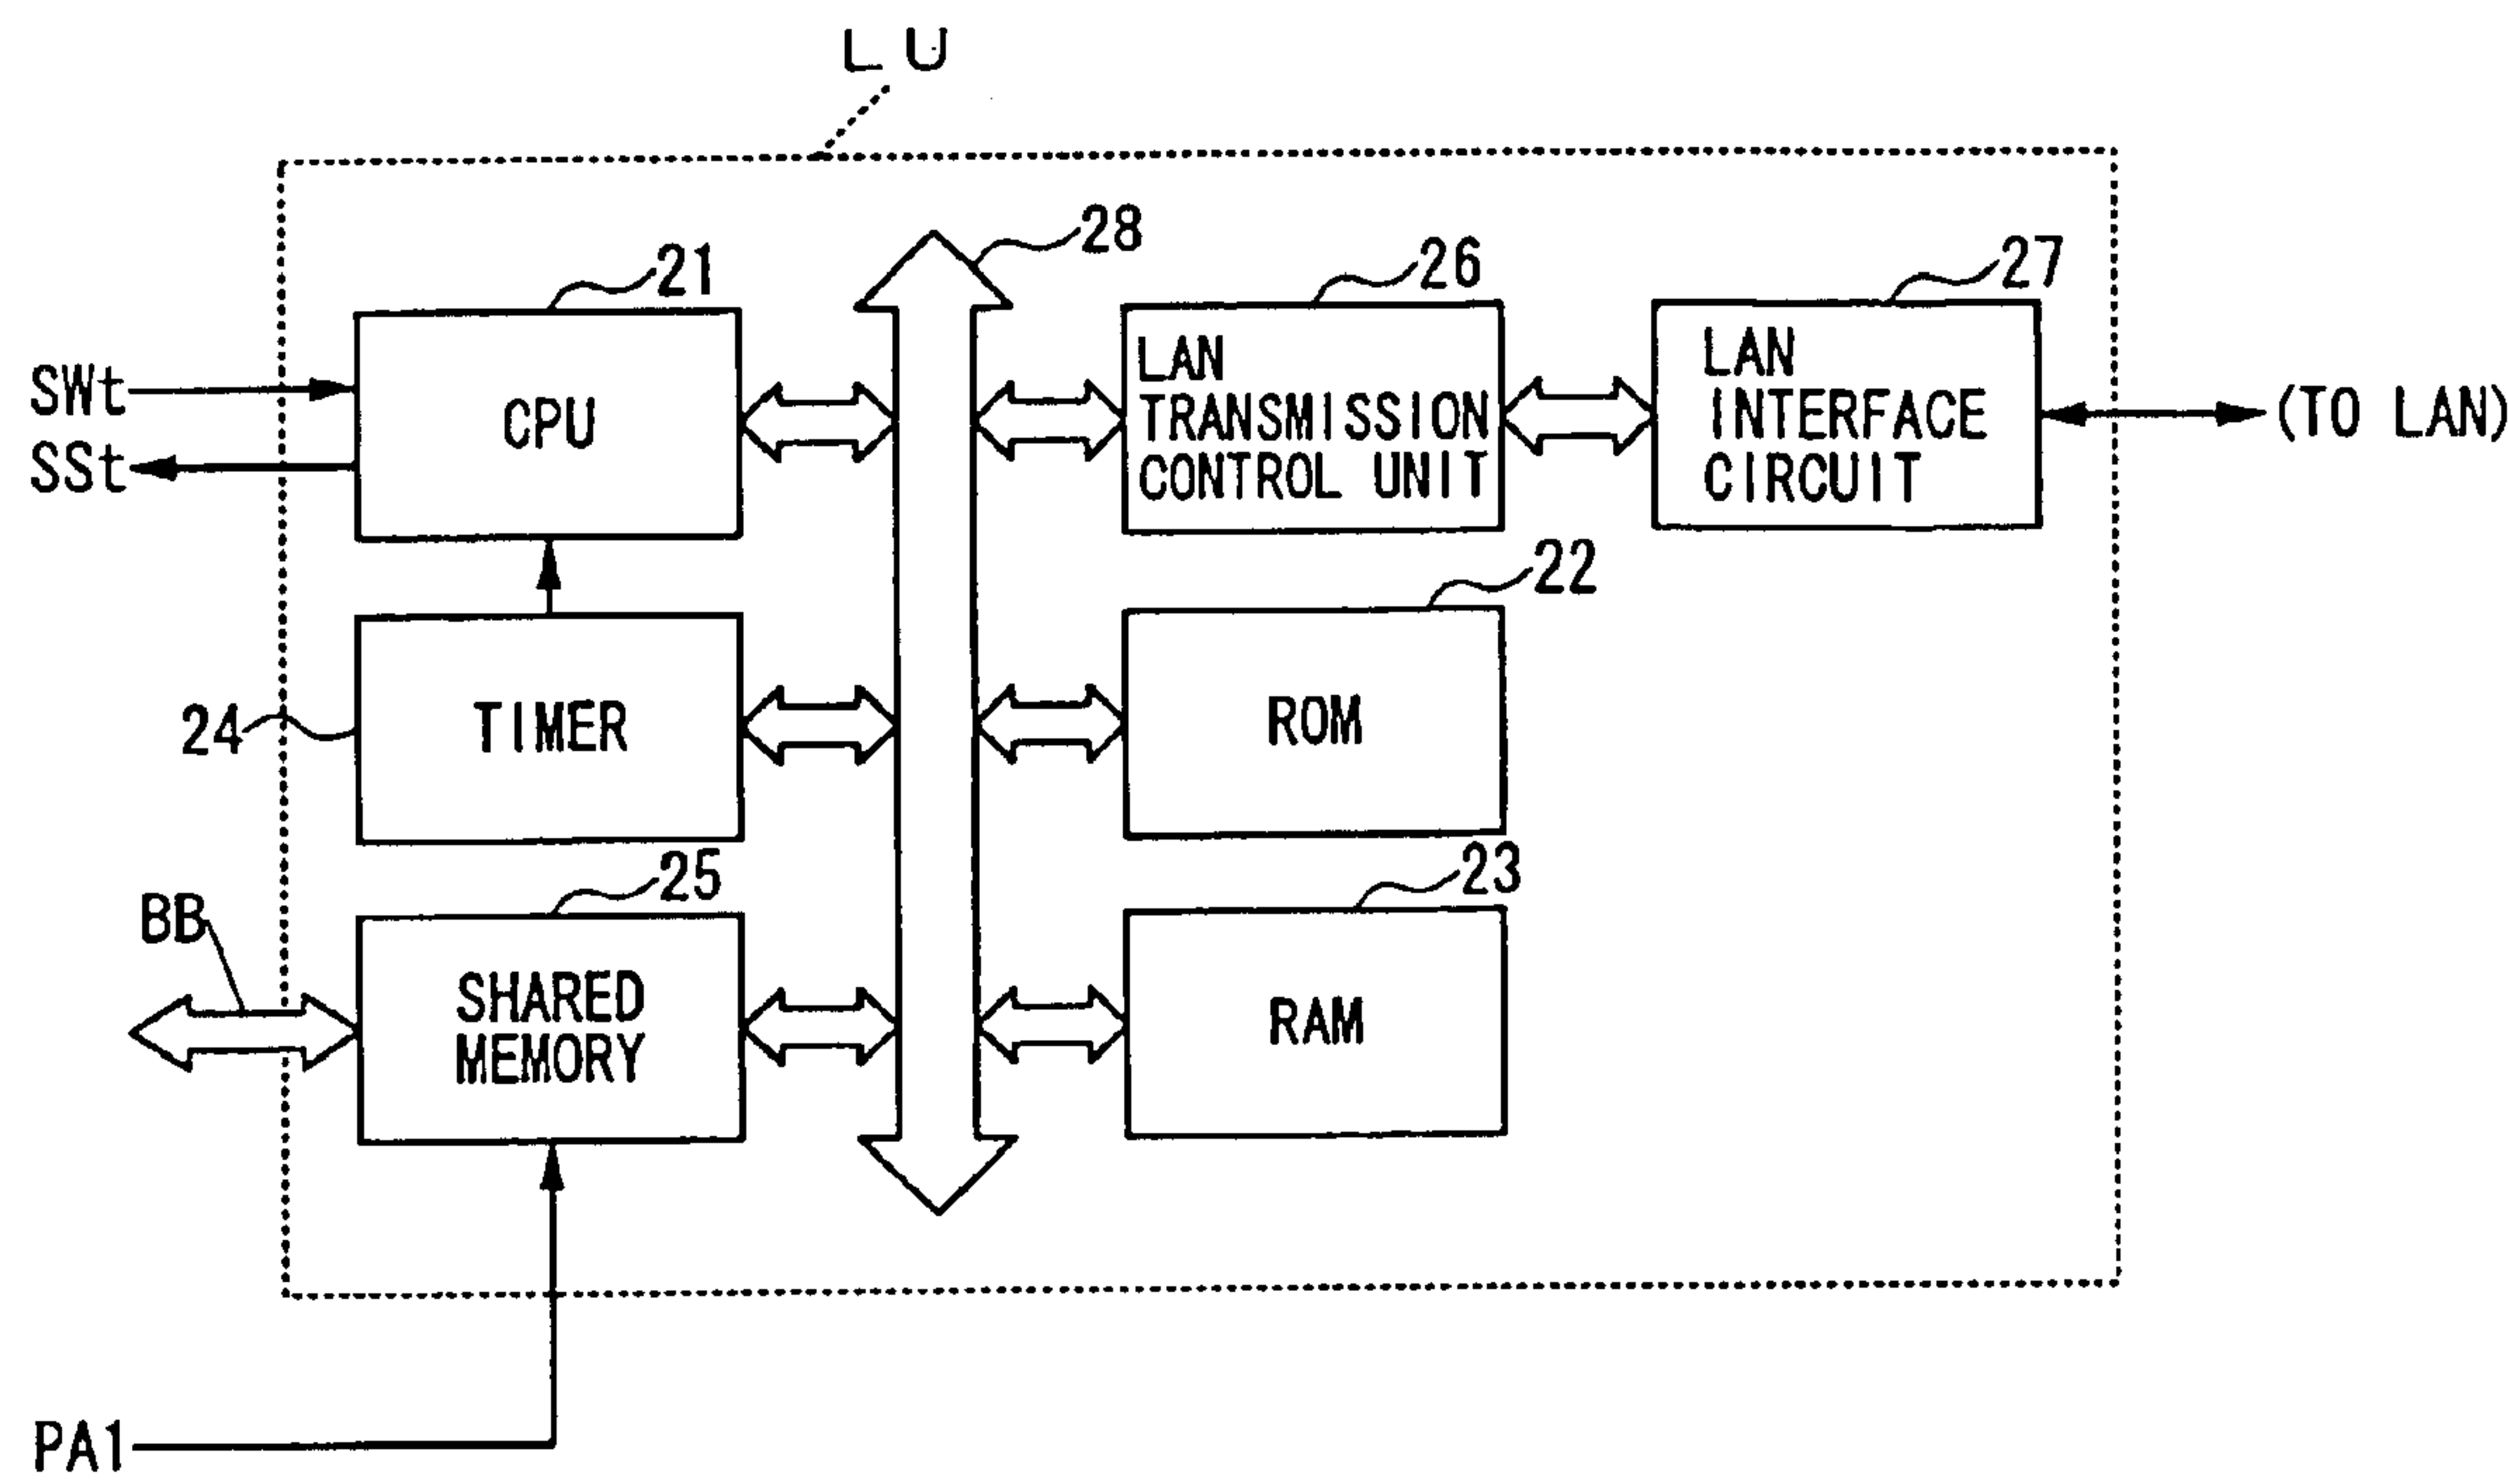 LU
28
21
26
27
SWt
SSt
CPU
LAN
TRANSMISSION
CONTROL UNIT
LAN
INTERFACE
CIRCUIT
(TO LAN)
22
24
TIMER
ROM
25
23
BB
SHARED
MEMORY
RAM
PA1